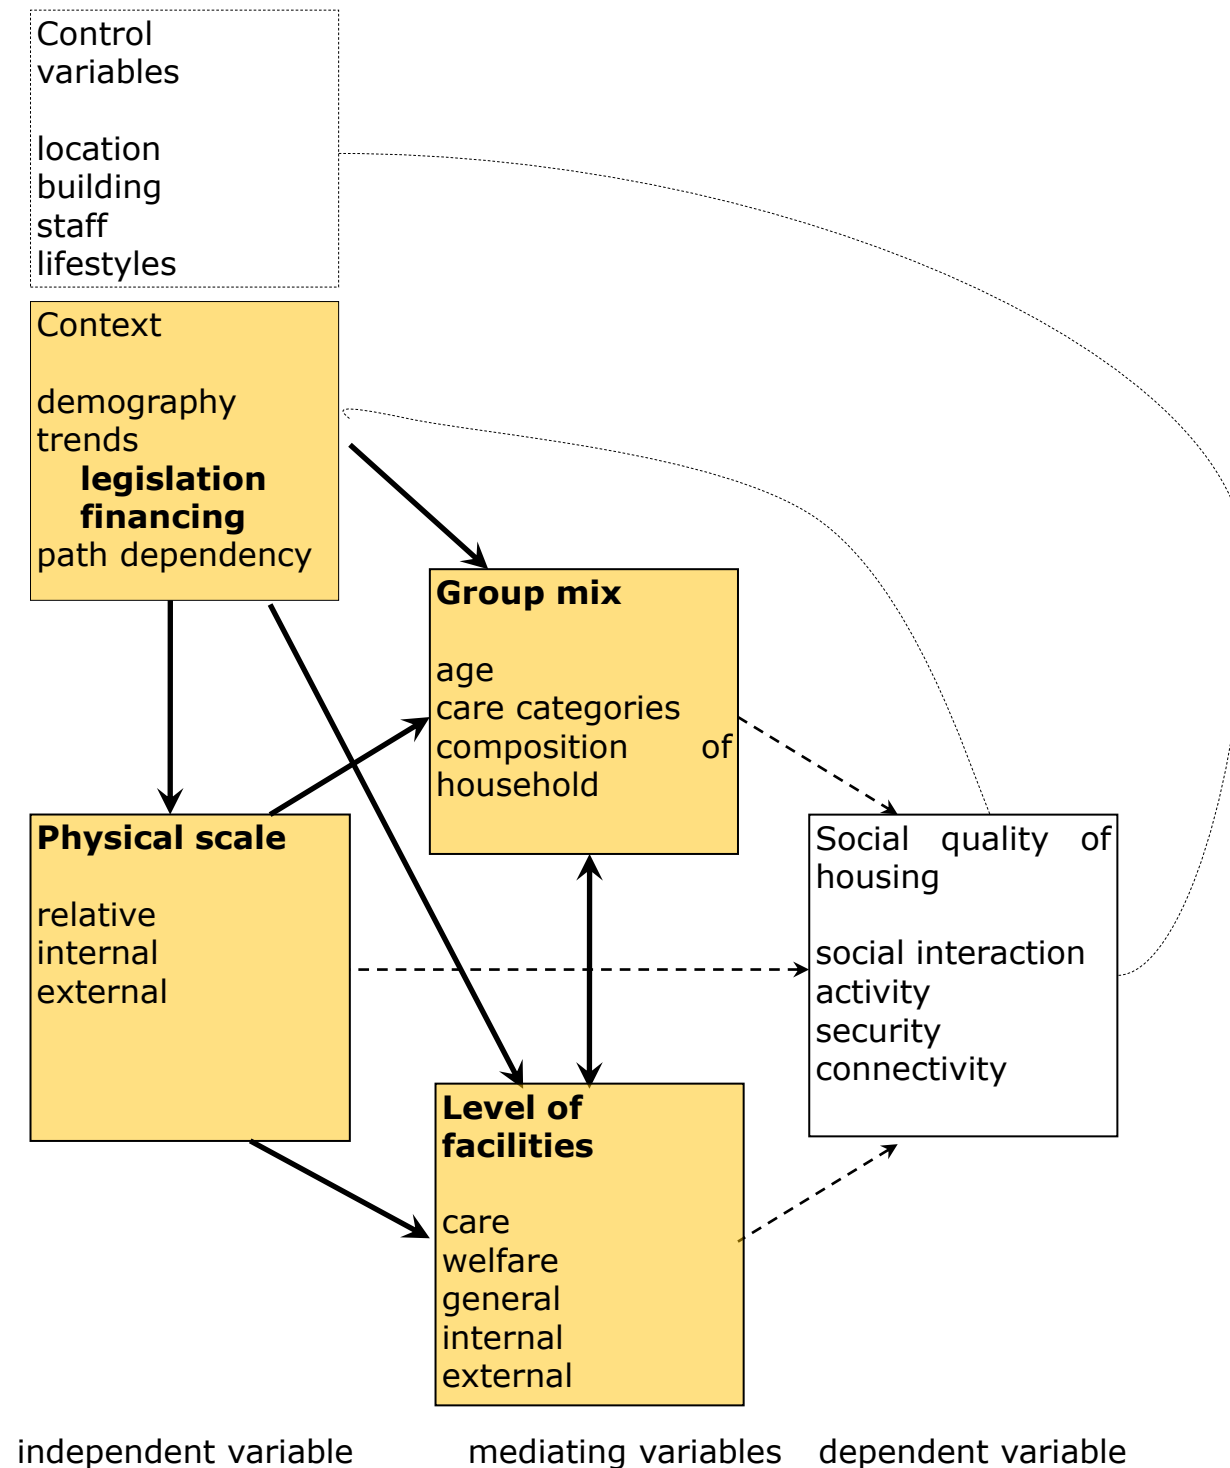 Control
variables
location
building
staff
lifestyles
Context
demography
trends
legislation
financing
path dependency
Group mix
age
care categories
composition of
household
Physical scale
relative
internal
external
Social quality of
housing
social interaction
activity
security
connectivity
Level of
facilities
care
welfare
general
internal
external
independent variable mediating variables dependent variable